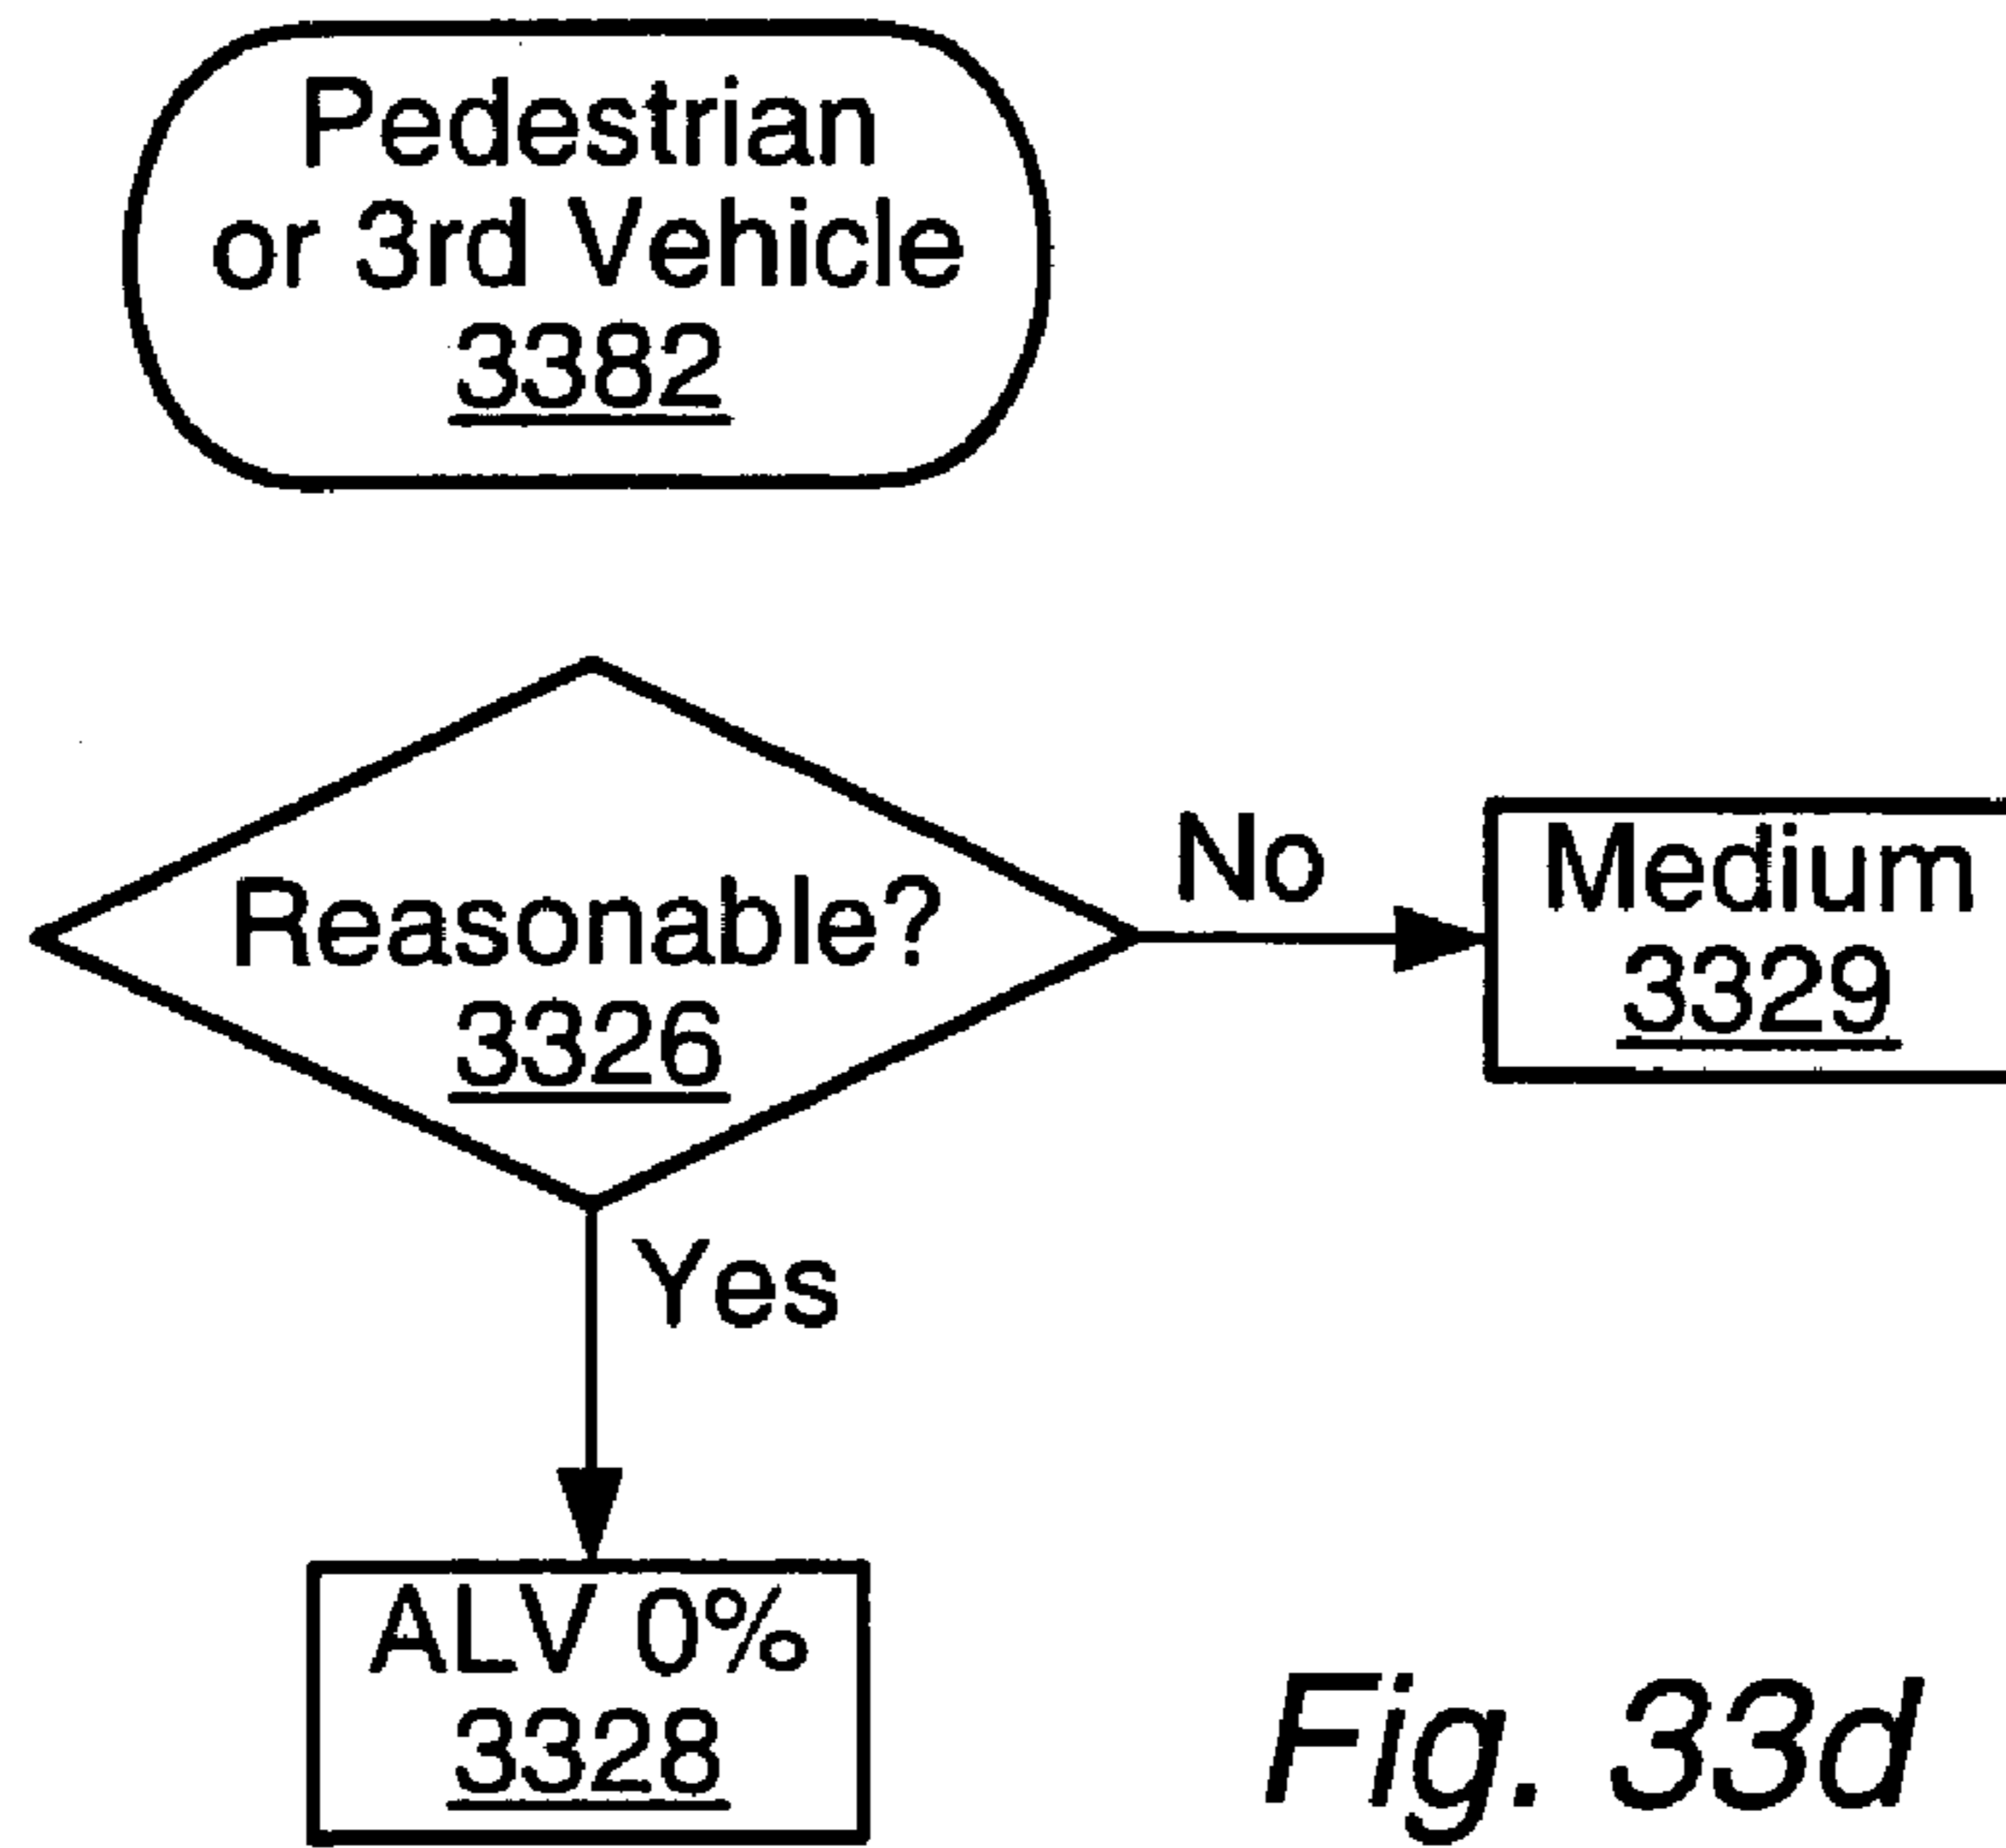 Pedestrian
or 3rd Vehicle
3382
Reasonable?
3326
No
Medium
3329
Yes
ALV 0%
3328
Fig. 33d